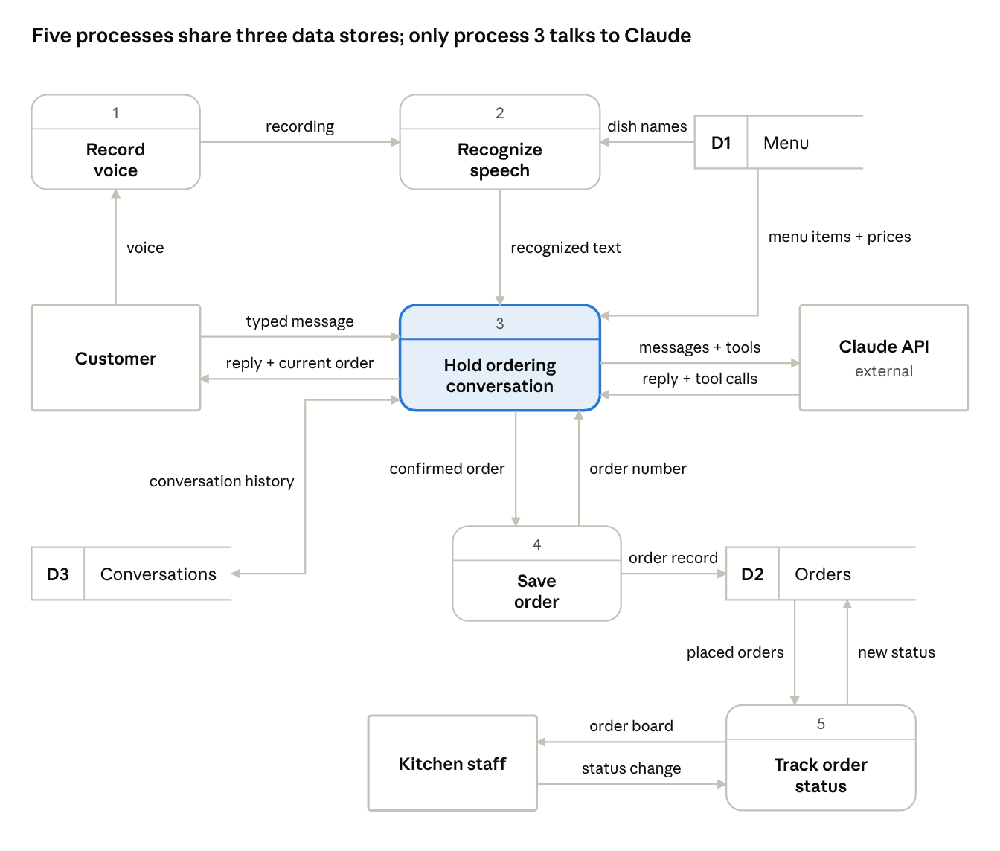 Five processes share three data stores; only process 3 talks to Claude
1
Record
voice
recording
2
Recognize
speech
dish names
D1
Menu
voice
recognized text
menu items + prices
Customer
typed message
reply + current order
3
Hold ordering
conversation
messages + tools
reply + tool calls
Claude API
external
conversation history
confirmed order
order number
D3
Conversations
4
Save
order
order record
D2
Orders
placed orders
new status
Kitchen staff
order board
status change
5
Track order
status